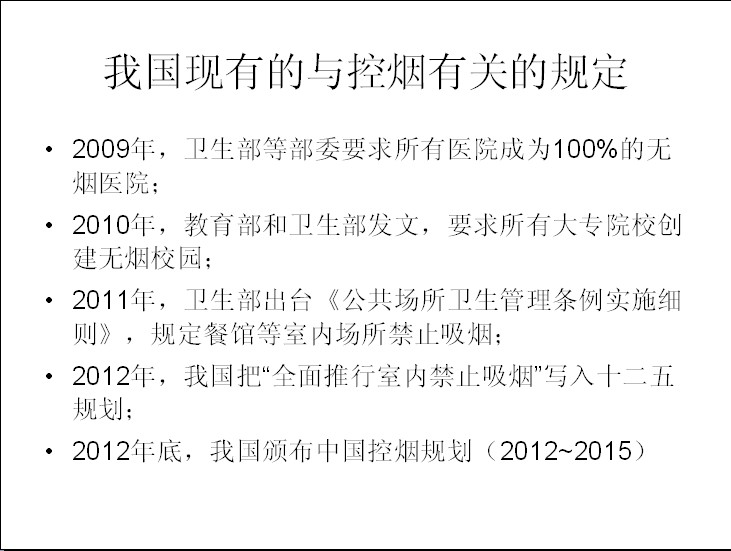 我国现有的与控烟有关的规定
• 2009年，卫生部等部委要求所有医院成为100%的无
烟医院；
• 2010年，教育部和卫生部发文，要求所有大专院校创
建无烟校园；
• 2011年，卫生部出台《公共场所卫生管理条例实施细
则》，规定餐馆等室内场所禁止吸烟；
• 2012年，我国把“全面推行室内禁止吸烟”写入十二五
规划；
• 2012年底，我国颁布中国控烟规划（2012~2015）